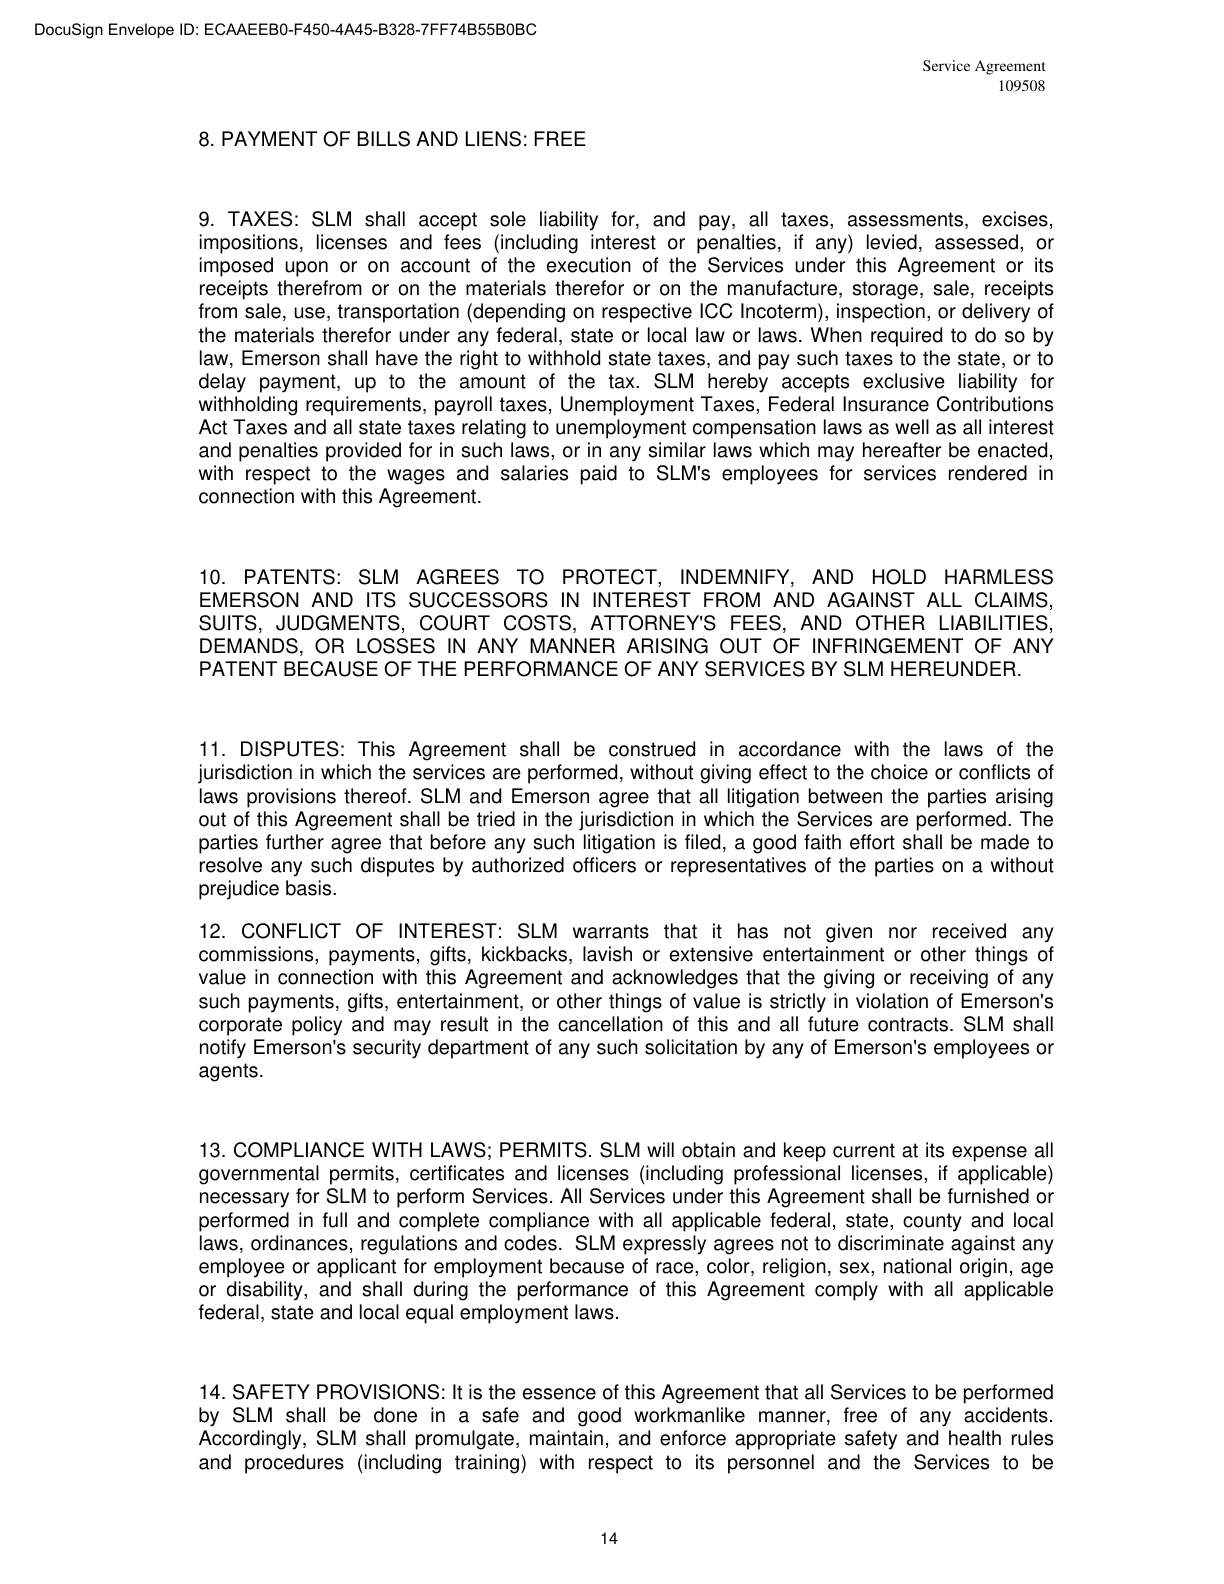 DocuSign Envelope ID: ECAAEEB0-F450-4A45-B328-7FF74B55B0BC
Service Agreement
109508
8. PAYMENT OF BILLS AND LIENS: FREE
9. TAXES: SLM shall accept sole liability for, and pay, all taxes, assessments, excises,
impositions, licenses and fees (including interest or penalties, if any) levied, assessed, or
imposed upon or on account of the execution of the Services under this Agreement or its
receipts therefrom or on the materials therefor or on the manufacture, storage, sale, receipts
from sale, use, transportation (depending on respective ICC Incoterm), inspection, or delivery of
the materials therefor under any federal, state or local law or laws. When required to do so by
law, Emerson shall have the right to withhold state taxes, and pay such taxes to the state, or to
delay payment, up to the amount of the tax. SLM hereby accepts exclusive liability for
withholding requirements, payroll taxes, Unemployment Taxes, Federal Insurance Contributions
Act Taxes and all state taxes relating to unemployment compensation laws as well as all interest
and penalties provided for in such laws, or in any similar laws which may hereafter be enacted,
with respect to the wages and salaries paid to SLM's employees for services rendered in
connection with this Agreement.
10. PATENTS: SLM AGREES TO PROTECT, INDEMNIFY, AND HOLD HARMLESS
EMERSON AND ITS SUCCESSORS IN INTEREST FROM AND AGAINST ALL CLAIMS,
SUITS, JUDGMENTS, COURT COSTS, ATTORNEY'S FEES, AND OTHER LIABILITIES,
DEMANDS, OR LOSSES IN ANY MANNER ARISING OUT OF INFRINGEMENT OF ANY
PATENT BECAUSE OF THE PERFORMANCE OF ANY SERVICES BY SLM HEREUNDER.
11. DISPUTES: This Agreement shall be construed in accordance with the laws of the
jurisdiction in which the services are performed, without giving effect to the choice or conflicts of
laws provisions thereof. SLM and Emerson agree that all litigation between the parties arising
out of this Agreement shall be tried in the jurisdiction in which the Services are performed. The
parties further agree that before any such litigation is filed, a good faith effort shall be made to
resolve any such disputes by authorized officers or representatives of the parties on a without
prejudice basis.
12. CONFLICT OF INTEREST: SLM warrants that it has not given nor received any
commissions, payments, gifts, kickbacks, lavish or extensive entertainment or other things of
value in connection with this Agreement and acknowledges that the giving or receiving of any
such payments, gifts, entertainment, or other things of value is strictly in violation of Emerson's
corporate policy and may result in the cancellation of this and all future contracts. SLM shall
notify Emerson's security department of any such solicitation by any of Emerson's employees or
agents.
13. COMPLIANCE WITH LAWS; PERMITS. SLM will obtain and keep current at its expense all
governmental permits, certificates and licenses (including professional licenses, if applicable)
necessary for SLM to perform Services. All Services under this Agreement shall be furnished or
performed in full and complete compliance with all applicable federal, state, county and local
laws, ordinances, regulations and codes. SLM expressly agrees not to discriminate against any
employee or applicant for employment because of race, color, religion, sex, national origin, age
or disability, and shall during the performance of this Agreement comply with all applicable
federal, state and local equal employment laws.
14. SAFETY PROVISIONS: It is the essence of this Agreement that all Services to be performed
by SLM shall be done in a safe and good workmanlike manner, free of any accidents.
Accordingly, SLM shall promulgate, maintain, and enforce appropriate safety and health rules
and procedures (including training) with respect to its personnel and the Services to be
14